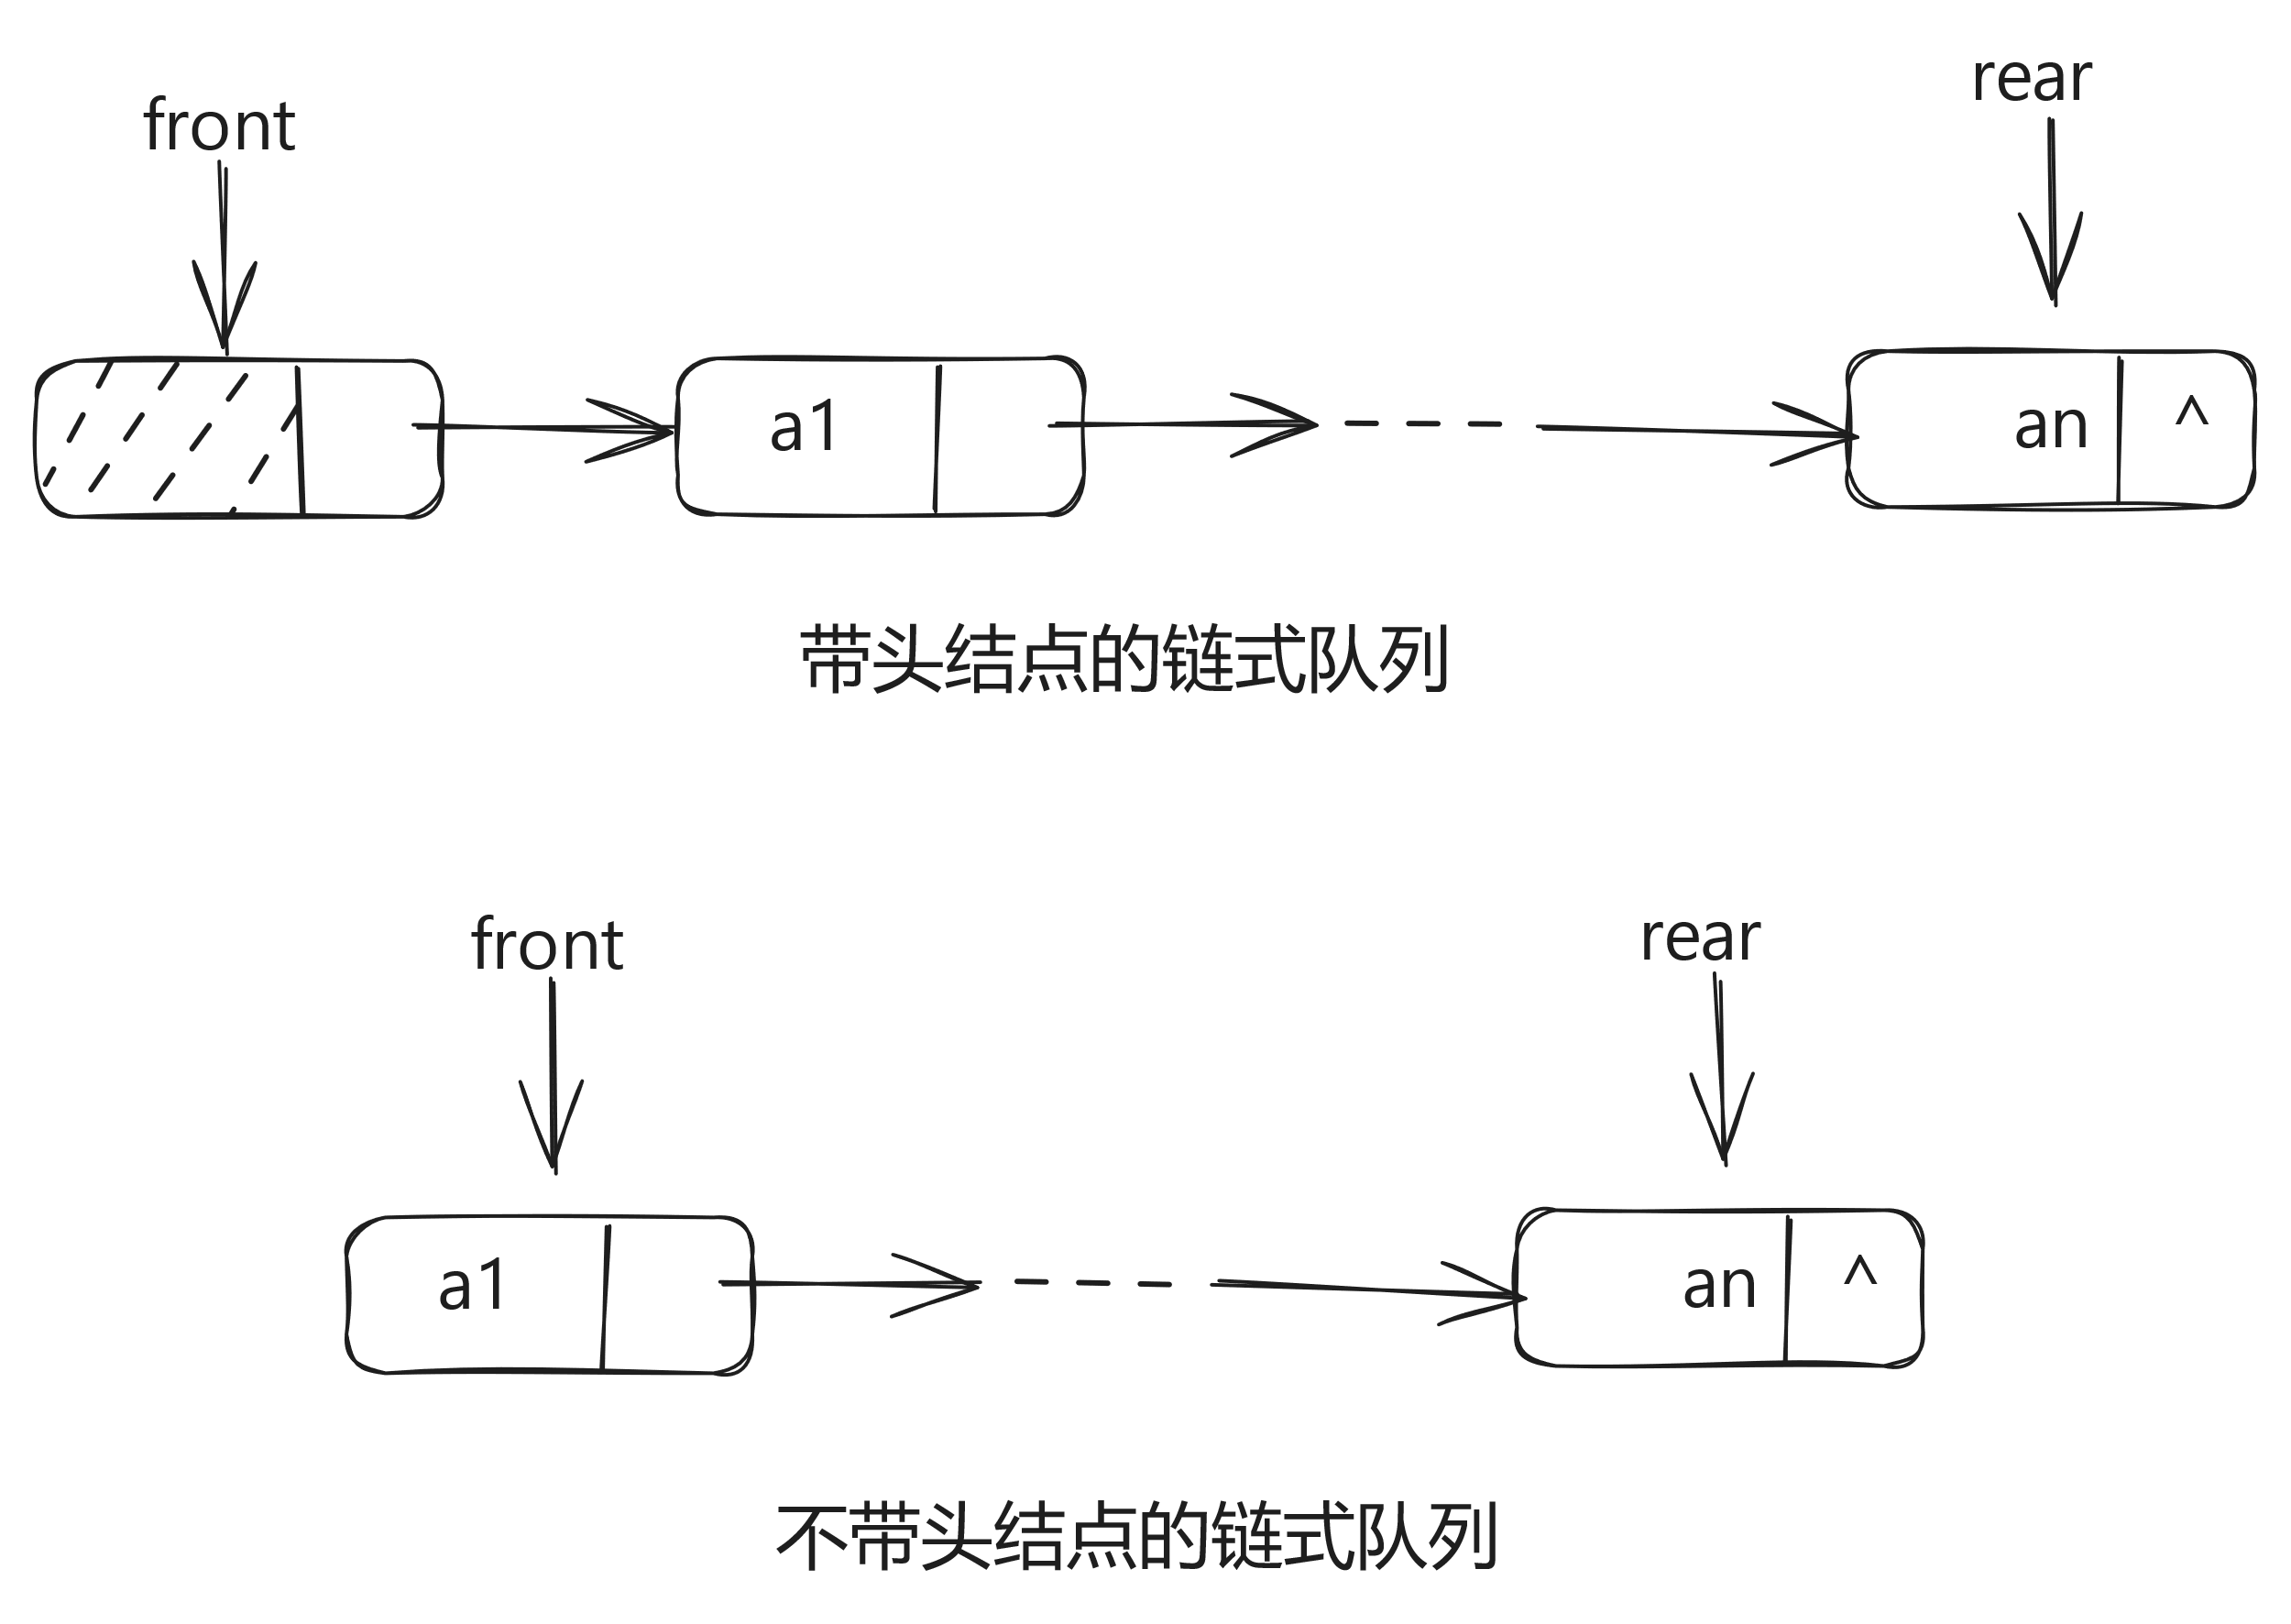 rear
front
a1
an
^
带头结点的链式队列
front
rear
a1
an
^
不带头结点的链式队列